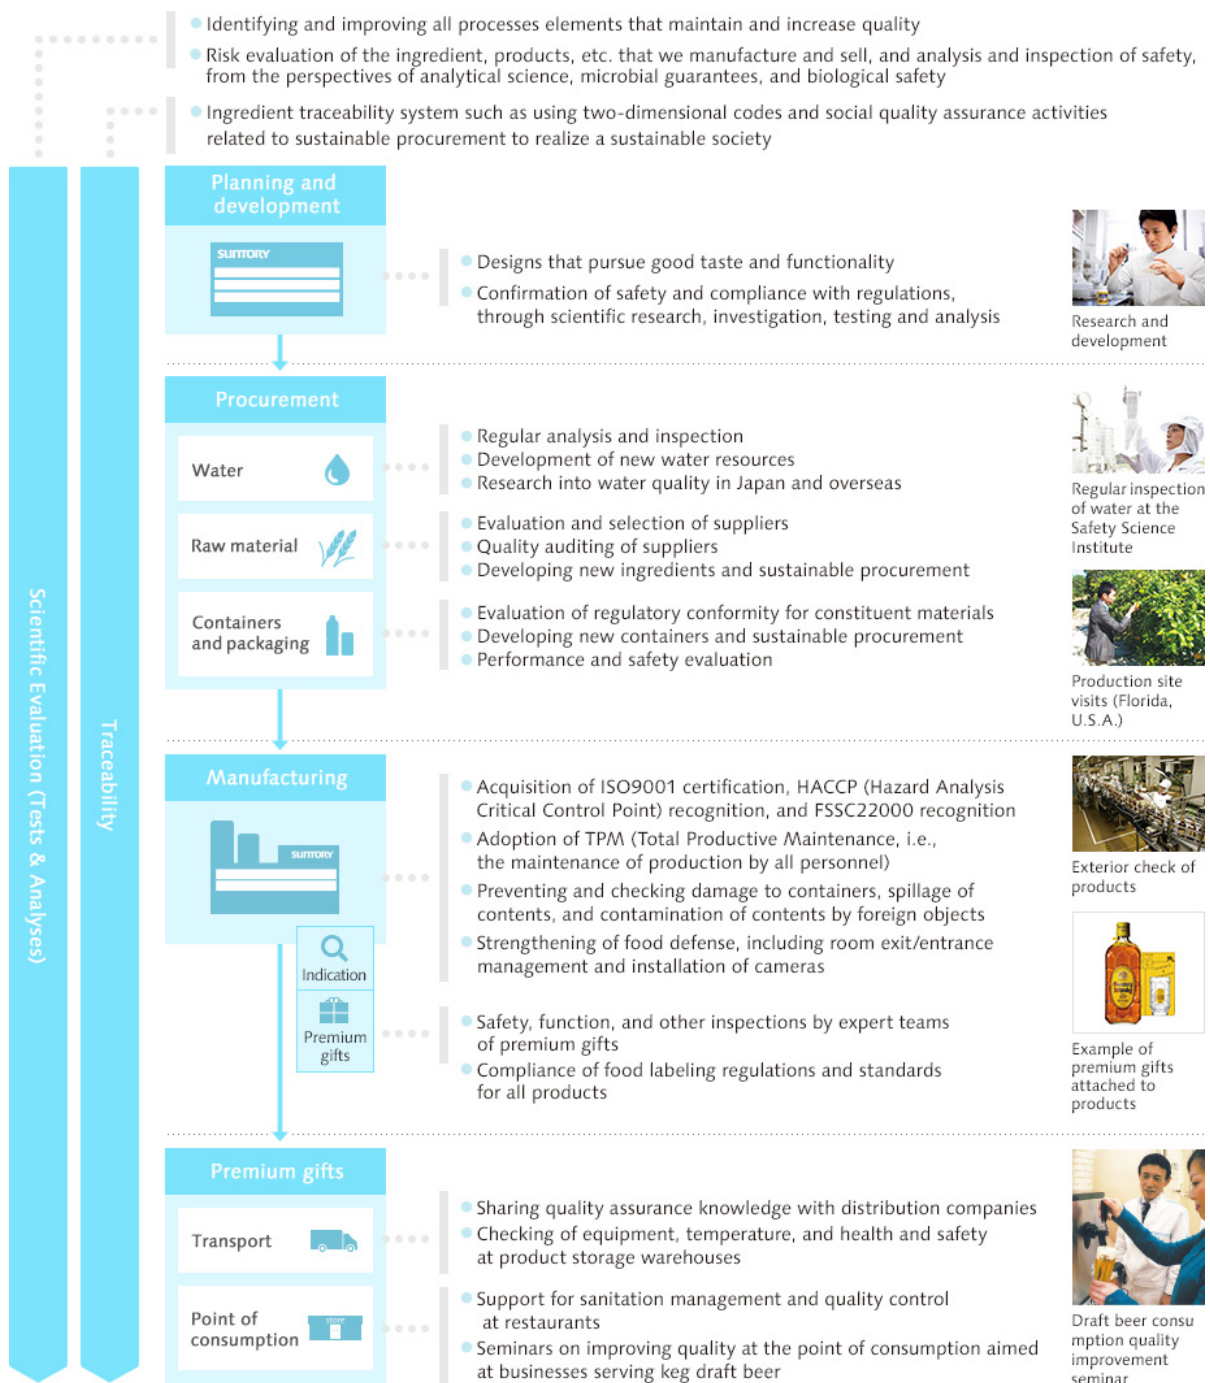 Identifying and improving all processes elements that maintain and increase quality
Risk evaluation of the ingredient, products, etc. that we manufacture and sell, and analysis and inspection of safety,
from the perspectives of analytical science, microbial guarantees, and biological safety
Ingredient traceability system such as using two-dimensional codes and social quality assurance activities
related to sustainable procurement to realize a sustainable society
Scientific Evaluation (Tests & Analyses)
Traceability
Planning and
development
SUNTORY
Designs that pursue good taste and functionality
Confirmation of safety and compliance with regulations,
through scientific research, investigation, testing and analysis
Research and
development
Procurement
Water
Regular analysis and inspection
Development of new water resources
Research into water quality in Japan and overseas
Regular inspection
of water at the
Safety Science
Institute
Raw material
Evaluation and selection of suppliers
Quality auditing of suppliers
Developing new ingredients and sustainable procurement
Containers
and packaging
Evaluation of regulatory conformity for constituent materials
Developing new containers and sustainable procurement
Performance and safety evaluation
Production site
visits (Florida,
U.S.A.)
Manufacturing
SUNTORY
Acquisition of ISO9001 certification, HACCP (Hazard Analysis
Critical Control Point) recognition, and FSSC22000 recognition
Adoption of TPM (Total Productive Maintenance, i.e.,
the maintenance of production by all personnel)
Preventing and checking damage to containers, spillage of
contents, and contamination of contents by foreign objects
Strengthening of food defense, including room exit/entrance
management and installation of cameras
Exterior check of
products
Indication
Premium
gifts
Safety, function, and other inspections by expert teams
of premium gifts
Compliance of food labeling regulations and standards
for all products
Example of
premium gifts
attached to
products
Premium gifts
Transport
Sharing quality assurance knowledge with distribution companies
Checking of equipment, temperature, and health and safety
at product storage warehouses
Point of
consumption
store
Support for sanitation management and quality control
at restaurants
Seminars on improving quality at the point of consumption aimed
at businesses serving keg draft beer
Draft beer consu
mption quality
improvement
seminar